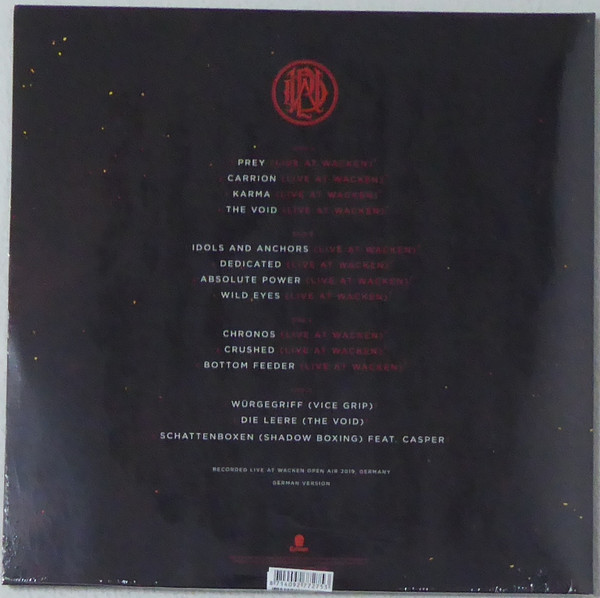 PREY (LIVE AT WACKEN)*
CARRION (LIVE AT WACKEN)
KARMA (LIVE AT WACKEN)
THE VOID (LIVE AT WACKEN)
IDOLS AND ANCHORS (LIVE AT WACKEN)*
DEDICATED (LIVE AT WACKEN)*
ABSOLUTE POWER (LIVE AT WACKEN)*
WILD EYES (LIVE AT WACKEN)*
CHRONOS (LIVE AT WACKEN)*
CRUSHED (LIVE AT WACKEN)*
BOTTOM FEEDER (LIVE AT WACKEN)*
WÜRGEGRIFF (VICE GRIP)
DIE LEERE (THE VOID)
SCHATTENBOXEN (SHADOW BOXING) FEAT. CASPER
RECORDED LIVE AT WACKEN OPEN AIR 2019, GERMANY
GERMAN VERSION